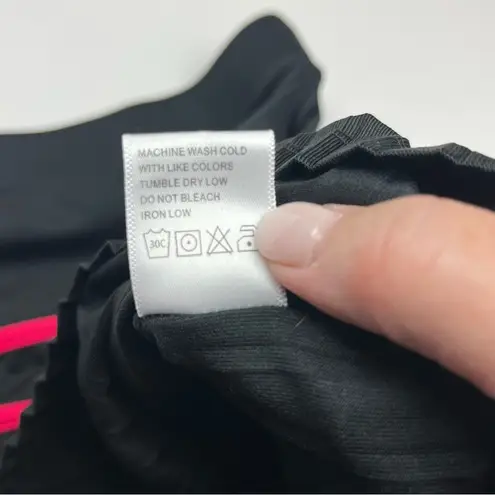 MACHINE WASH COLD
WITH LIKE COLORS
TUMBLE DRY LOW
DO NOT BLEACH
IRON LOW
30C